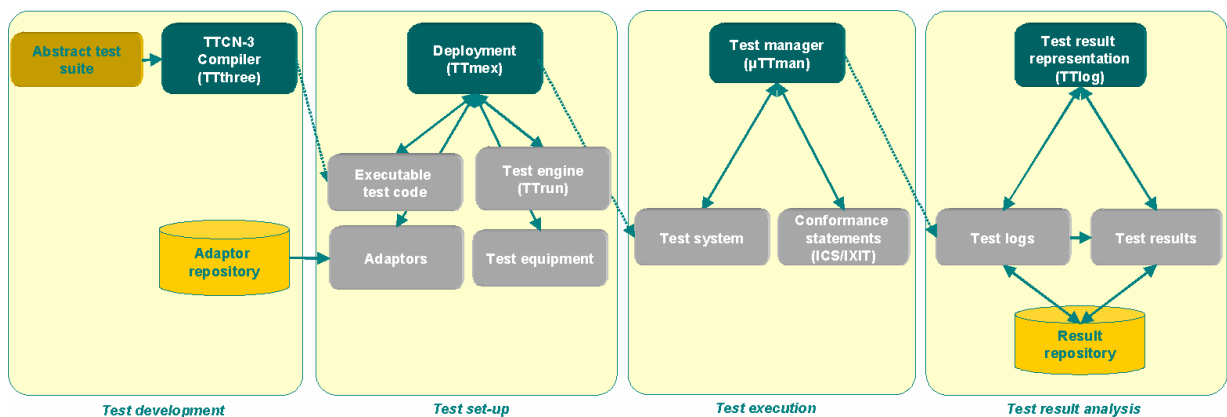 Abstract test
suite
TTCN-3
Compiler
(TTthree)
Adaptor
repository
Test development
Deployment
(TTmex)
Executable
test code
Test engine
(TTrun)
Adaptors
Test equipment
Test set-up
Test manager
(µTTman)
Test system
Conformance
statements
(ICS/IXIT)
Test execution
Test result
representation
(TTlog)
Test logs
Test results
Result
repository
Test result analysis